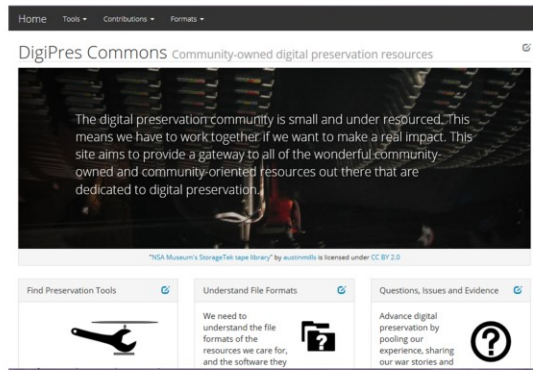 Home Tools Contributions Formats
DigiPres Commons Community-owned digital preservation resources
The digital preservation community is small and under resourced. This
means we have to work together if we want to make a real impact. This
site aims to provide a gateway to all of the wonderful community-
owned and community-oriented resources out there that are
dedicated to digital preservation.
"NSA Museum's StorageTek tape library" by austinmills is licensed under CC BY 2.0
Find Preservation Tools
Understand File Formats
We need to
understand the file
formats of the
resources we care for,
and the software they
Questions, Issues and Evidence
Advance digital
preservation by
pooling our
experience, sharing
our war stories and